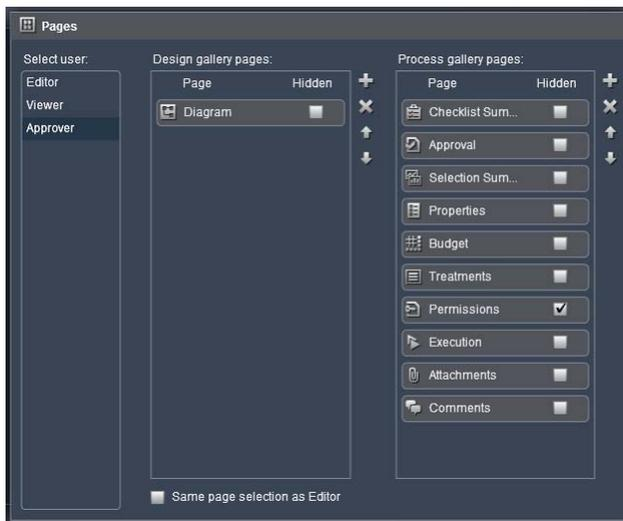 Pages
Select user:
Editor
Viewer
Approver
Design gallery pages:
Page Hidden
Diagram
Process gallery pages:
Page Hidden
Checklist Sum...
Approval
Selection Sum...
Properties
Budget
Treatments
Permissions
Execution
Attachments
Comments
Same page selection as Editor